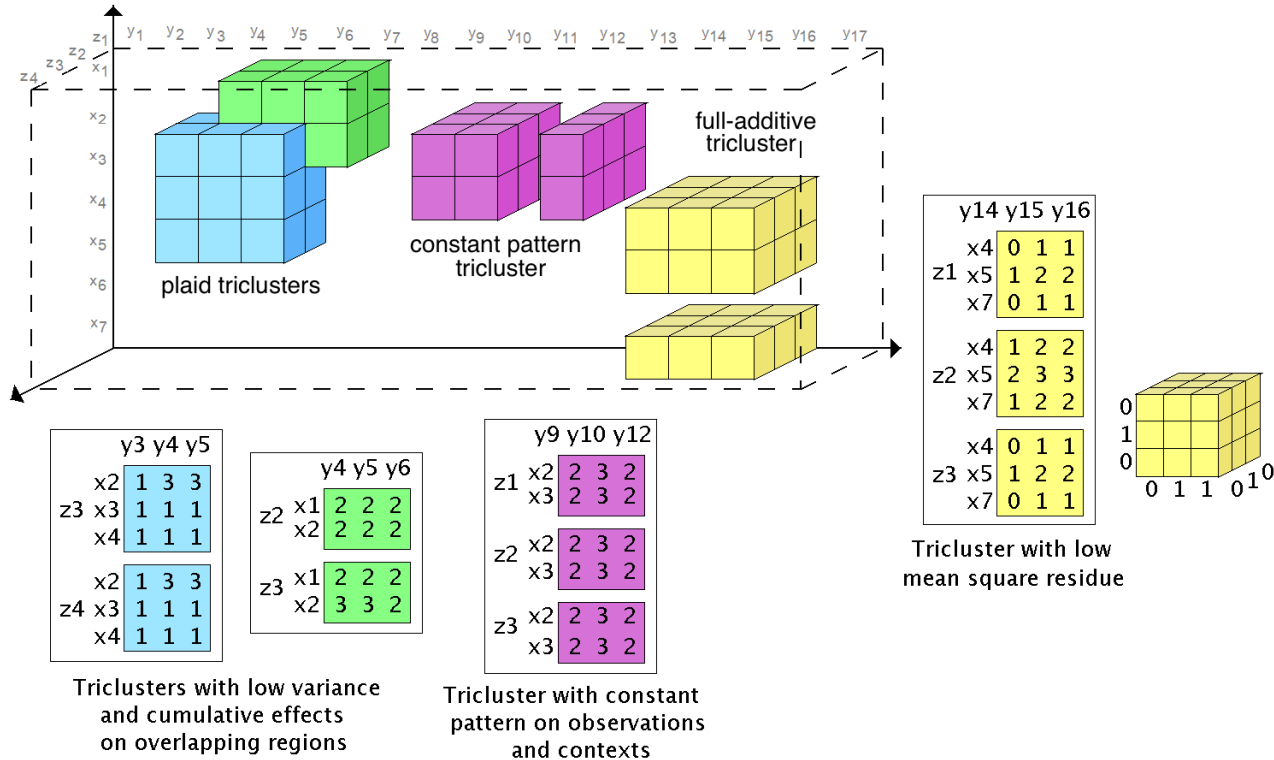 z1 y1 y2 y3 y4 y5 y6 y7 y8 y9 y10 y11 y12 y13 y14 y15 y16 y17
z2
z3
z4
x1
x2
x3
x4
x5
x6
x7
plaid triclusters
constant pattern
tricluster
full-additive
tricluster
y3 y4 y5
x2 1 3 3
z3 x3 1 1 1
x4 1 1 1
x2 1 3 3
z4 x3 1 1 1
x4 1 1 1
y4 y5 y6
z2 x1 2 2 2
x2 2 2 2
z3 x1 2 2 2
x2 3 3 2
Triclusters with low variance
and cumulative effects
on overlapping regions
y9 y10 y12
z1 x2 2 3 2
x3 2 3 2
z2 x2 2 3 2
x3 2 3 2
z3 x2 2 3 2
x3 2 3 2
Tricluster with constant
pattern on observations
and contexts
y14 y15 y16
x4 0 1 1
z1 x5 1 2 2
x7 0 1 1
x4 1 2 2
z2 x5 2 3 3
x7 1 2 2
x4 0 1 1
z3 x5 1 2 2
x7 0 1 1
Tricluster with low
mean square residue
0
1
0
0 1 1 0 1 0